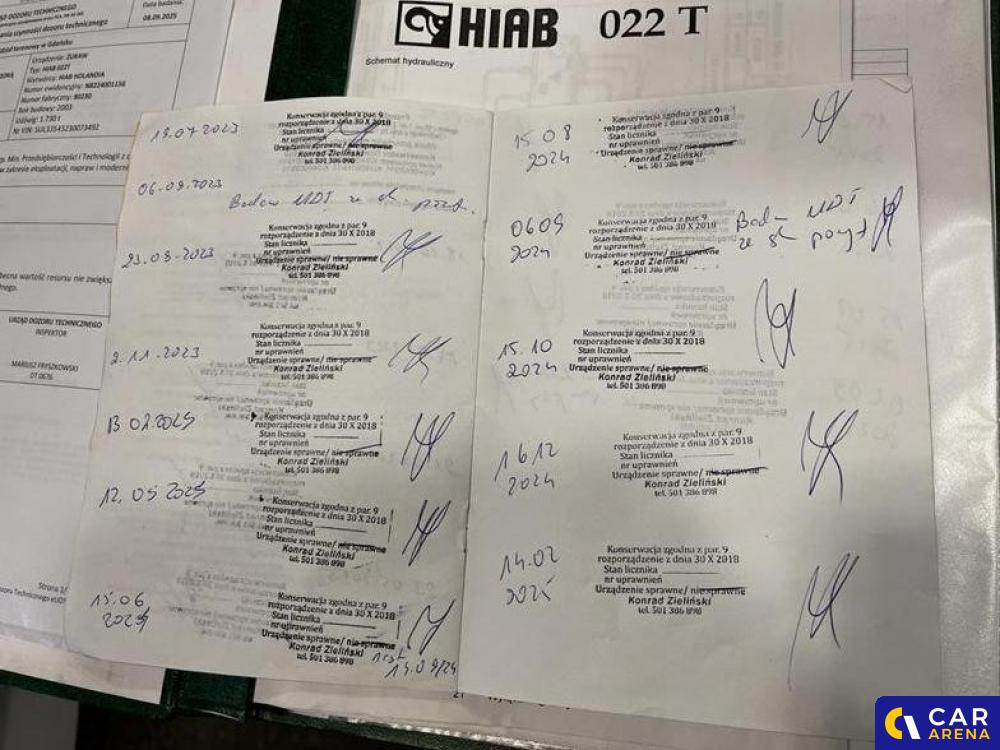 HIAB 022 T
Schemat hydrauliczny
Data badania:
08.09.2025
Urządzenie: ŻURAW
Typ: HIAB 022T
Wytwórca: HIAB HOLANDIA
Numer ewidencyjny: N8224001156
Numer fabryczny: 80230
Rok budowy: 2003
Udźwig: 1.730 t
Nr VIN: SUL33545230073492
URZĄD DOZORU TECHNICZNEGO
INSPEKTOR
MARIUSZ FRYSZKOWSKI
OT 0676
19.07.2023
Konserwacja zgodna z par. 9
rozporządzenie z dnia 30 X 2018
Stan licznika
nr uprawnień
Urządzenie sprawne/ nie sprawne
Konrad Zieliński
tel. 501 386 898
06.09.2023
23.08.2023
Konserwacja zgodna z par. 9
rozporządzenie z dnia 30 X 2018
Stan licznika
nr uprawnień
Urządzenie sprawne/ nie sprawne
Konrad Zieliński
tel. 501 386 898
2.11.2023
Konserwacja zgodna z par. 9
rozporządzenie z dnia 30 X 2018
Stan licznika
nr uprawnień
Urządzenie sprawne/ nie sprawne
Konrad Zieliński
tel. 501 386 898
13.02.2024
Konserwacja zgodna z par. 9
rozporządzenie z dnia 30 X 2018
Stan licznika
nr uprawnień
Urządzenie sprawne/ nie sprawne
Konrad Zieliński
tel. 501 386 898
12.05 2024
Konserwacja zgodna z par. 9
rozporządzenie z dnia 30 X 2018
Stan licznika
nr uprawnień
Urządzenie sprawne/ nie sprawne
Konrad Zieliński
tel. 501 386 898
15.06
2024
Konserwacja zgodna z par. 9
rozporządzenie z dnia 30 X 2018
Stan licznika
nr uprawnień
Urządzenie sprawne/ nie sprawne
Konrad Zieliński
tel. 501 386 898
15 08
2024
Konserwacja zgodna z par. 9
rozporządzenie z dnia 30 X 2018
Stan licznika
nr uprawnień
Urządzenie sprawne/ nie sprawne
Konrad Zieliński
tel. 501 386 898
06 09
2024
Konserwacja zgodna z par. 9
rozporządzenie z dnia 30 X 2018
Stan licznika
nr uprawnień
Urządzenie sprawne/ nie sprawne
Konrad Zieliński
tel. 501 386 898
15.10
2024
Konserwacja zgodna z par. 9
rozporządzenie z dnia 30 X 2018
Stan licznika
nr uprawnień
Urządzenie sprawne/ nie sprawne
Konrad Zieliński
tel. 501 386 898
16 12
2024
Konserwacja zgodna z par. 9
rozporządzenie z dnia 30 X 2018
Stan licznika
nr uprawnień
Urządzenie sprawne/ nie sprawne
Konrad Zieliński
tel. 501 386 898
14.02
2025
Konserwacja zgodna z par. 9
rozporządzenie z dnia 30 X 2018
Stan licznika
nr uprawnień
Urządzenie sprawne/ nie sprawne
Konrad Zieliński
tel. 501 386 898
CAR
ARENA